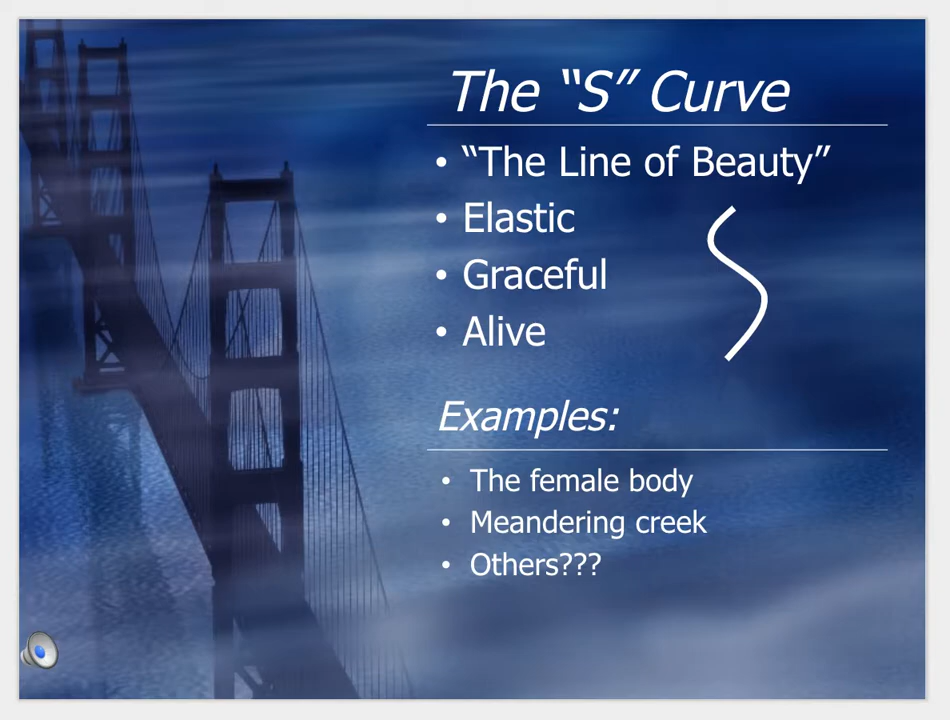 The “S” Curve
• “The Line of Beauty”
• Elastic
• Graceful
• Alive
Examples:
• The female body
• Meandering creek
• Others???